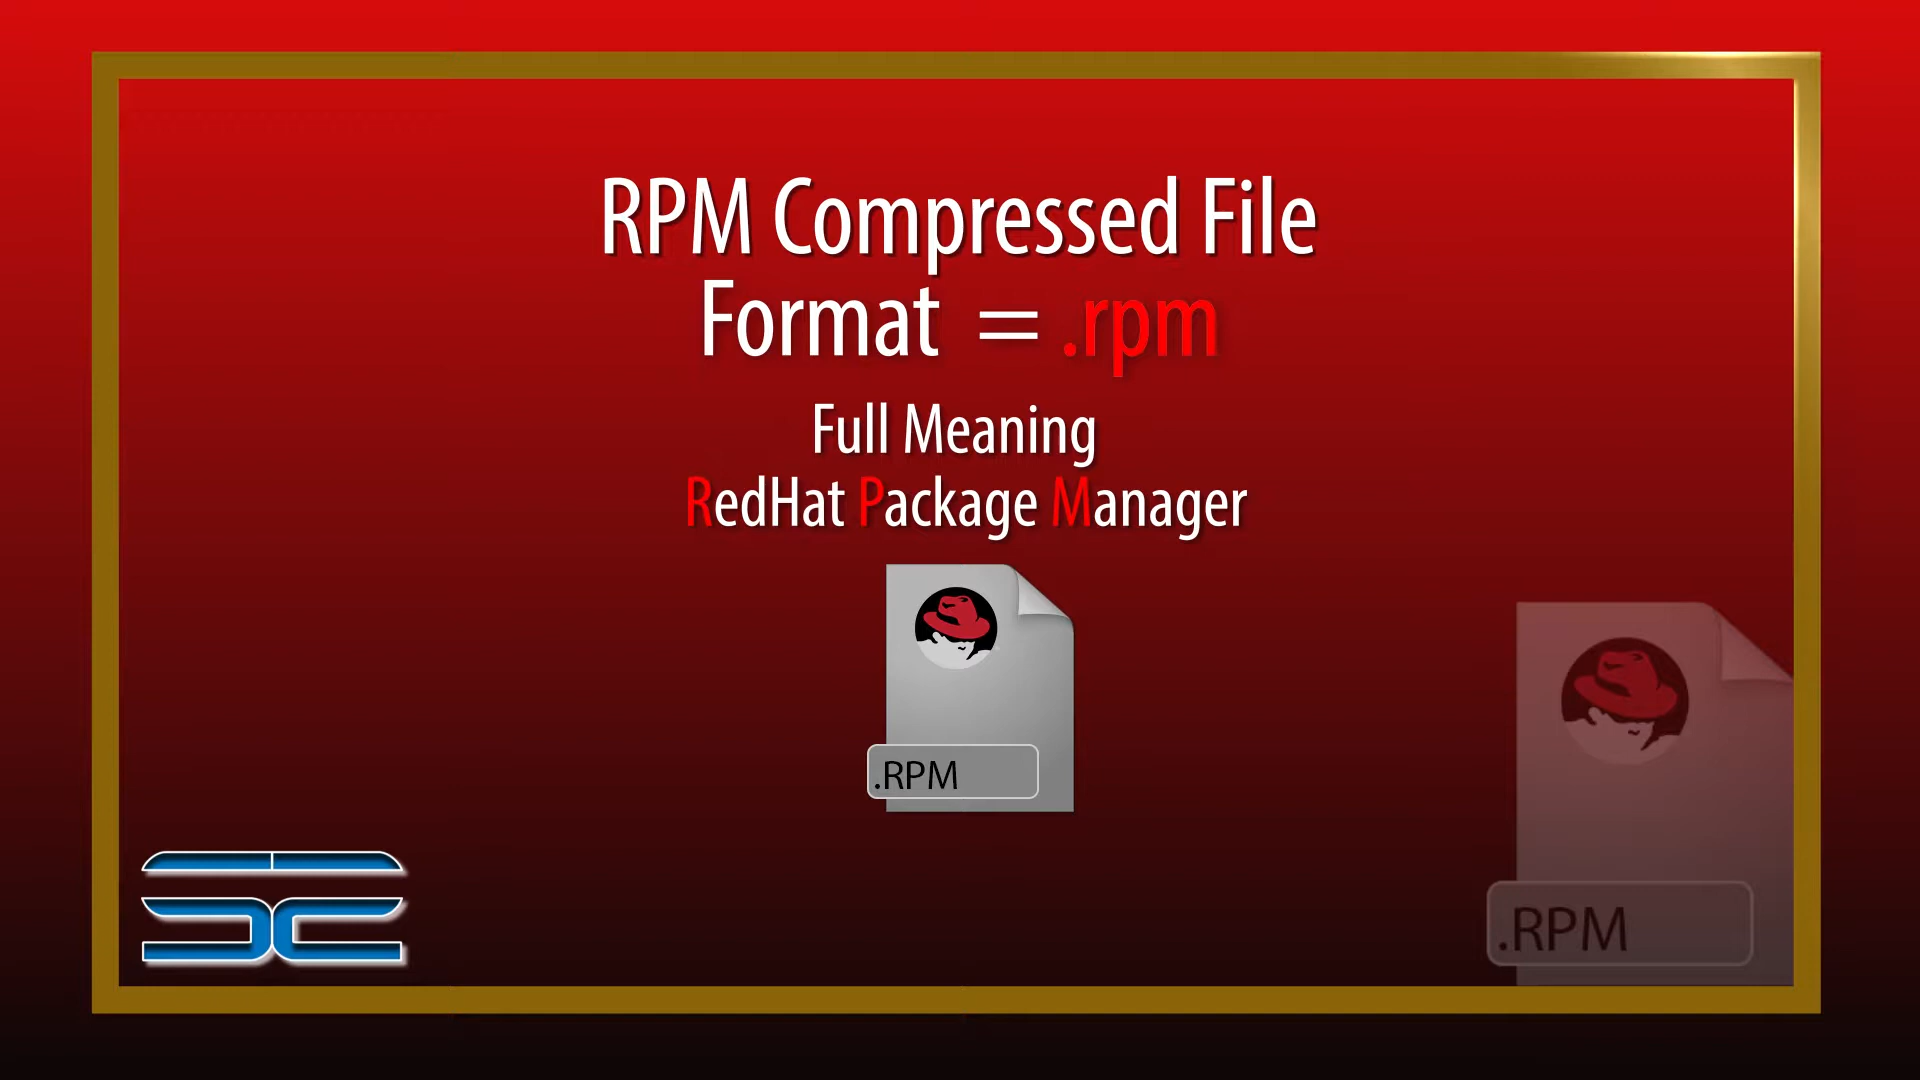 RPM Compressed File
Format = .rpm
Full Meaning
RedHat Package Manager
.RPM
.RPM